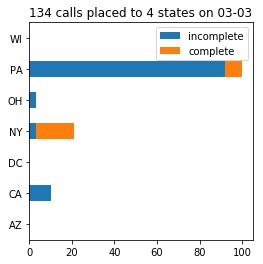 134 calls placed to 4 states on 03-03
incomplete
complete
WI
PA
OH
NY
DC
CA
AZ
0 20 40 60 80 100